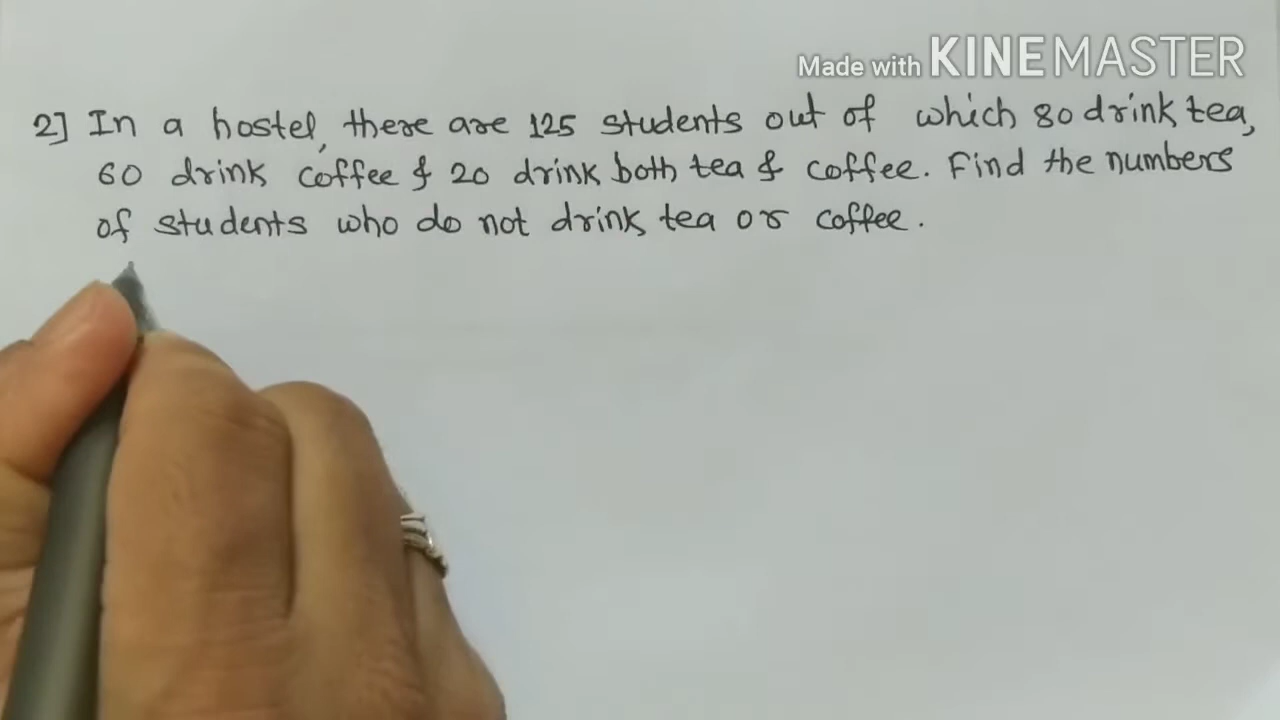 Made with KINEMASTER
2] In a hostel, there are 125 students out of which 80 drink tea,
60 drink coffee & 20 drink both tea & coffee. Find the numbers
of students who do not drink tea or coffee.